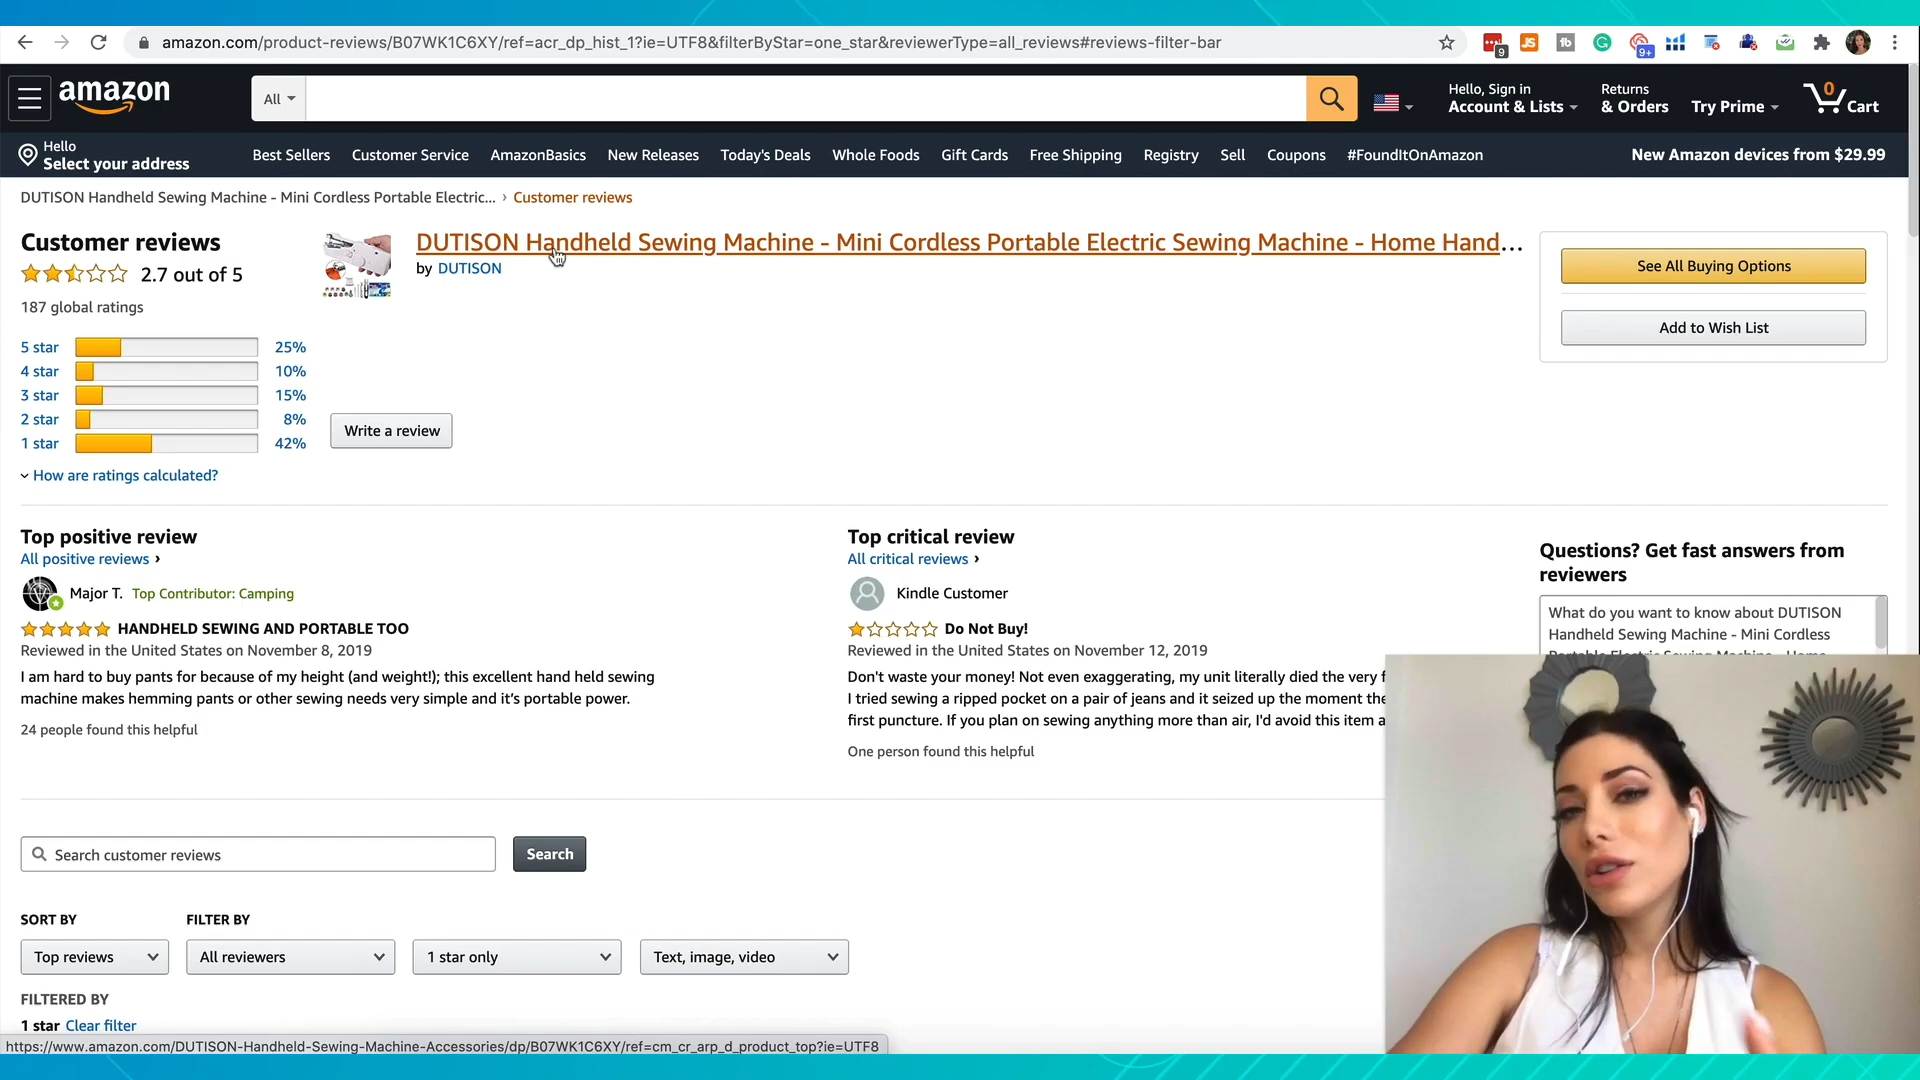 amazon.com/product-reviews/B07WK1C6XY/ref=acr_dp_hist_1?ie=UTF8&filterByStar=one_star&reviewerType=all_reviews#reviews-filter-bar
9
JS
tb
9+
amazon
All
Hello, Sign in
Account & Lists
Returns
& Orders
Try Prime
0
Cart
Hello
Select your address
Best Sellers
Customer Service
AmazonBasics
New Releases
Today's Deals
Whole Foods
Gift Cards
Free Shipping
Registry
Sell
Coupons
#FoundItOnAmazon
New Amazon devices from $29.99
DUTISON Handheld Sewing Machine - Mini Cordless Portable Electric... › Customer reviews
Customer reviews
2.7 out of 5
187 global ratings
5 star 25%
4 star 10%
3 star 15%
2 star 8%
1 star 42%
How are ratings calculated?
DUTISON Handheld Sewing Machine - Mini Cordless Portable Electric Sewing Machine - Home Hand...
by DUTISON
Write a review
See All Buying Options
Add to Wish List
Top positive review
All positive reviews ›
Major T. Top Contributor: Camping
HANDHELD SEWING AND PORTABLE TOO
Reviewed in the United States on November 8, 2019
I am hard to buy pants for because of my height (and weight!); this excellent hand held sewing
machine makes hemming pants or other sewing needs very simple and it's portable power.
24 people found this helpful
Top critical review
All critical reviews ›
Kindle Customer
Do Not Buy!
Reviewed in the United States on November 12, 2019
Don't waste your money! Not even exaggerating, my unit literally died the very f
I tried sewing a ripped pocket on a pair of jeans and it seized up the moment the
first puncture. If you plan on sewing anything more than air, I'd avoid this item a
One person found this helpful
Questions? Get fast answers from
reviewers
What do you want to know about DUTISON
Handheld Sewing Machine - Mini Cordless
Search customer reviews
Search
SORT BY
FILTER BY
Top reviews
All reviewers
1 star only
Text, image, video
FILTERED BY
1 star Clear filter
https://www.amazon.com/DUTISON-Handheld-Sewing-Machine-Accessories/dp/B07WK1C6XY/ref=cm_cr_arp_d_product_top?ie=UTF8